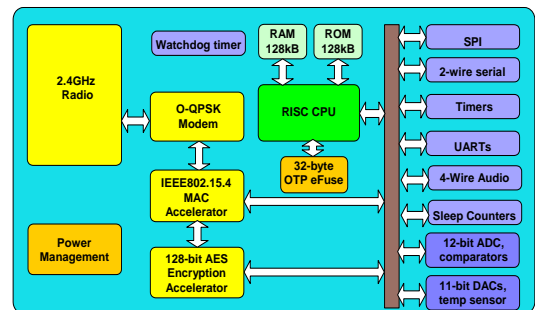 2.4GHz
Radio
Watchdog timer
RAM
128kB
ROM
128kB
O-QPSK
Modem
RISC CPU
32-byte
OTP eFuse
IEEE802.15.4
MAC
Accelerator
Power
Management
128-bit AES
Encryption
Accelerator
SPI
2-wire serial
Timers
UARTs
4-Wire Audio
Sleep Counters
12-bit ADC,
comparators
11-bit DACs,
temp sensor